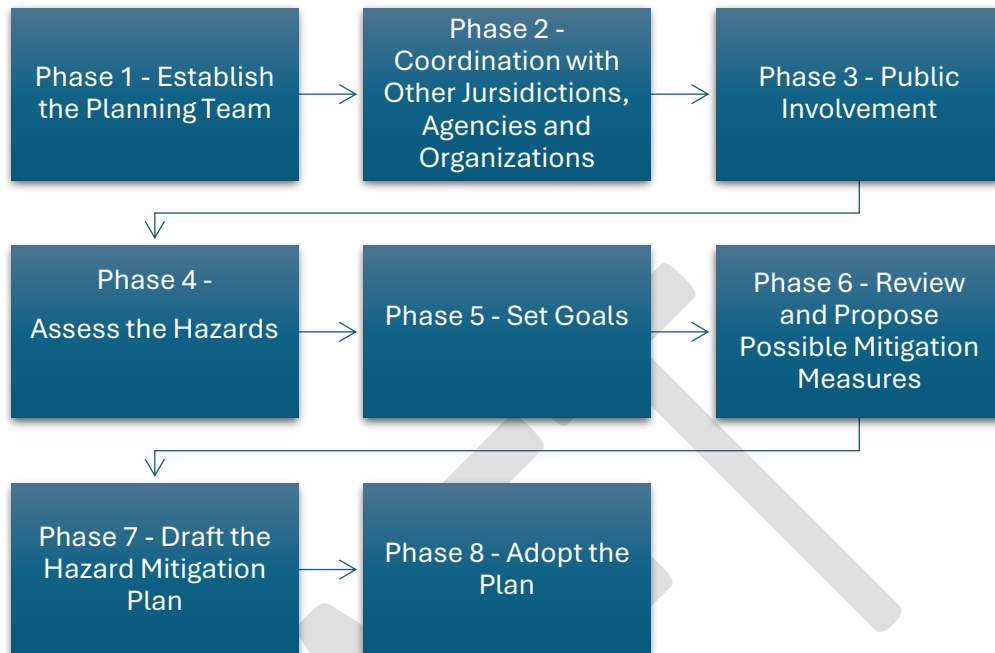 Phase 1 - Establish
the Planning Team
Phase 2 -
Coordination with
Other Jursidictions,
Agencies and
Organizations
Phase 3 - Public
Involvement
Phase 4 -
Assess the Hazards
Phase 5 - Set Goals
Phase 6 - Review
and Propose
Possible Mitigation
Measures
Phase 7 - Draft the
Hazard Mitigation
Plan
Phase 8 - Adopt the
Plan